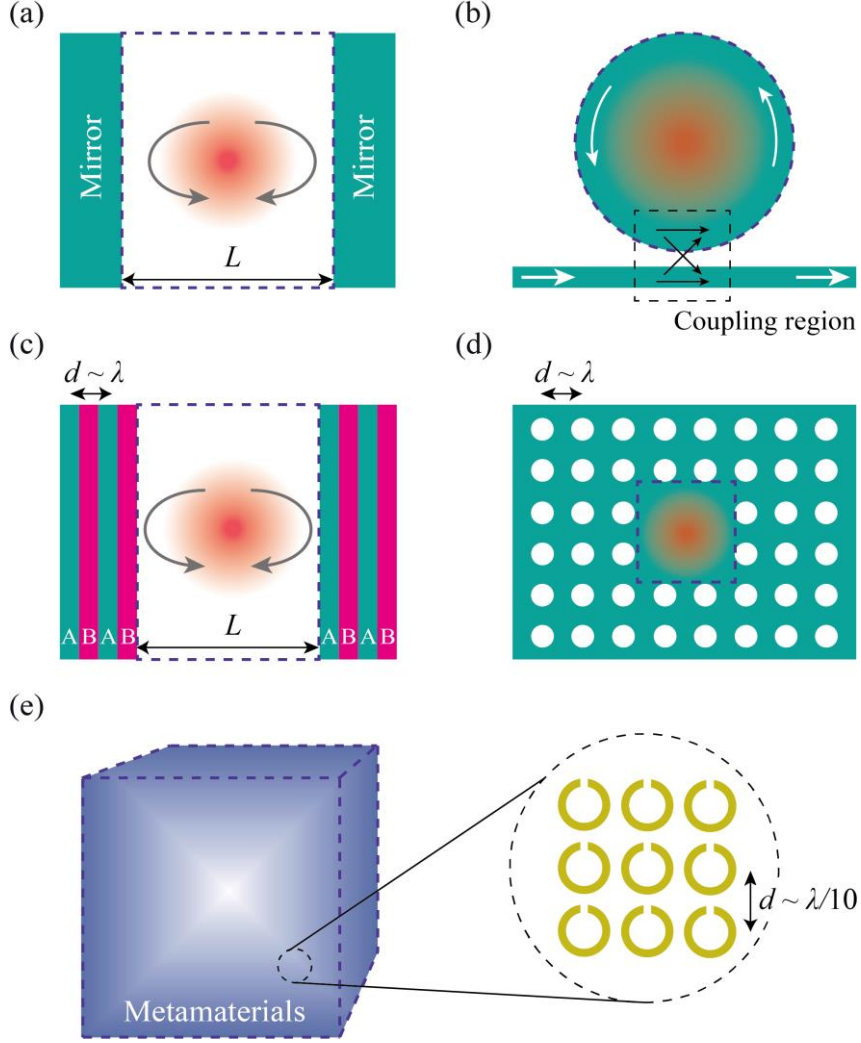 (a)
Mirror
Mirror
L
(b)
Coupling region
(c)
d ~ λ
A B A B
L
A B A B
(d)
d ~ λ
(e)
Metamaterials
d ~ λ/10